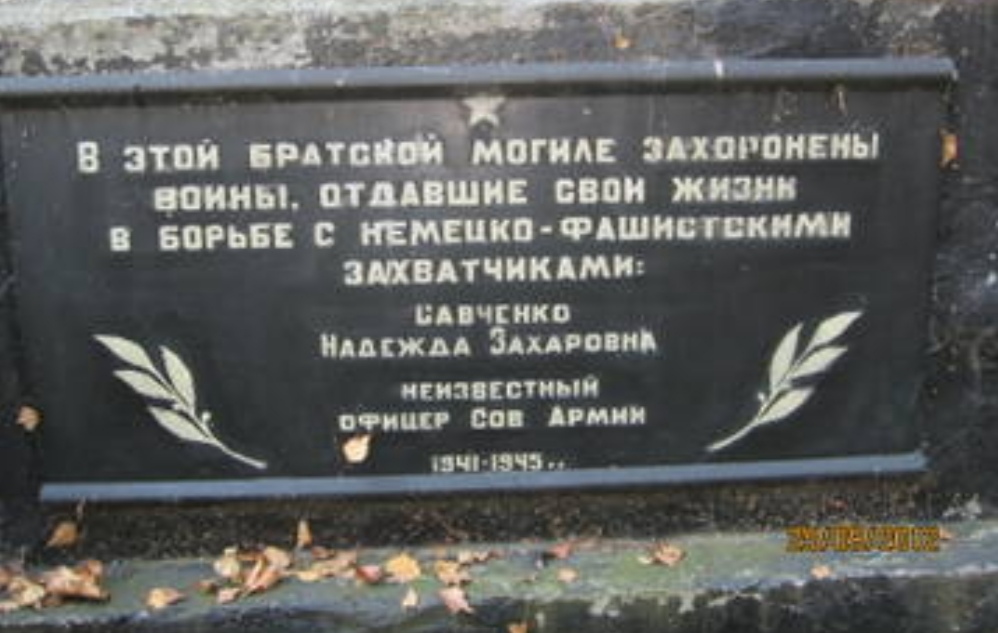 В ЭТОЙ БРАТСКОЙ МОГИЛЕ ЗАХОРОНЕНЫ
ВОИНЫ, ОТДАВШИЕ СВОИ ЖИЗНИ
В БОРЬБЕ С НЕМЕЦКО-ФАШИСТСКИМИ
ЗАХВАТЧИКАМИ:
САВЧЕНКО
НАДЕЖДА ЗАХАРОВНА
НЕИЗВЕСТНЫЙ
ОФИЦЕР СОВ АРМИИ
1941-1945